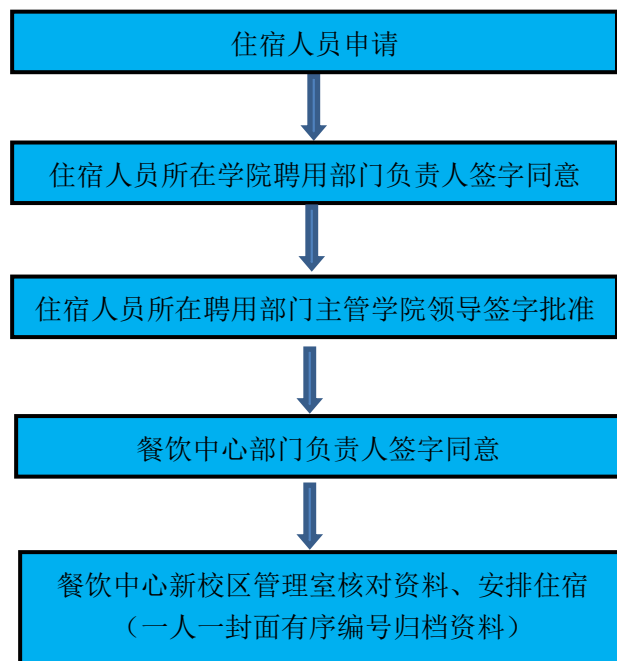 住宿人员申请
住宿人员所在学院聘用部门负责人签字同意
住宿人员所在聘用部门主管学院领导签字批准
餐饮中心部门负责人签字同意
餐饮中心新校区管理室核对资料、安排住宿
（一人一封面有序编号归档资料）